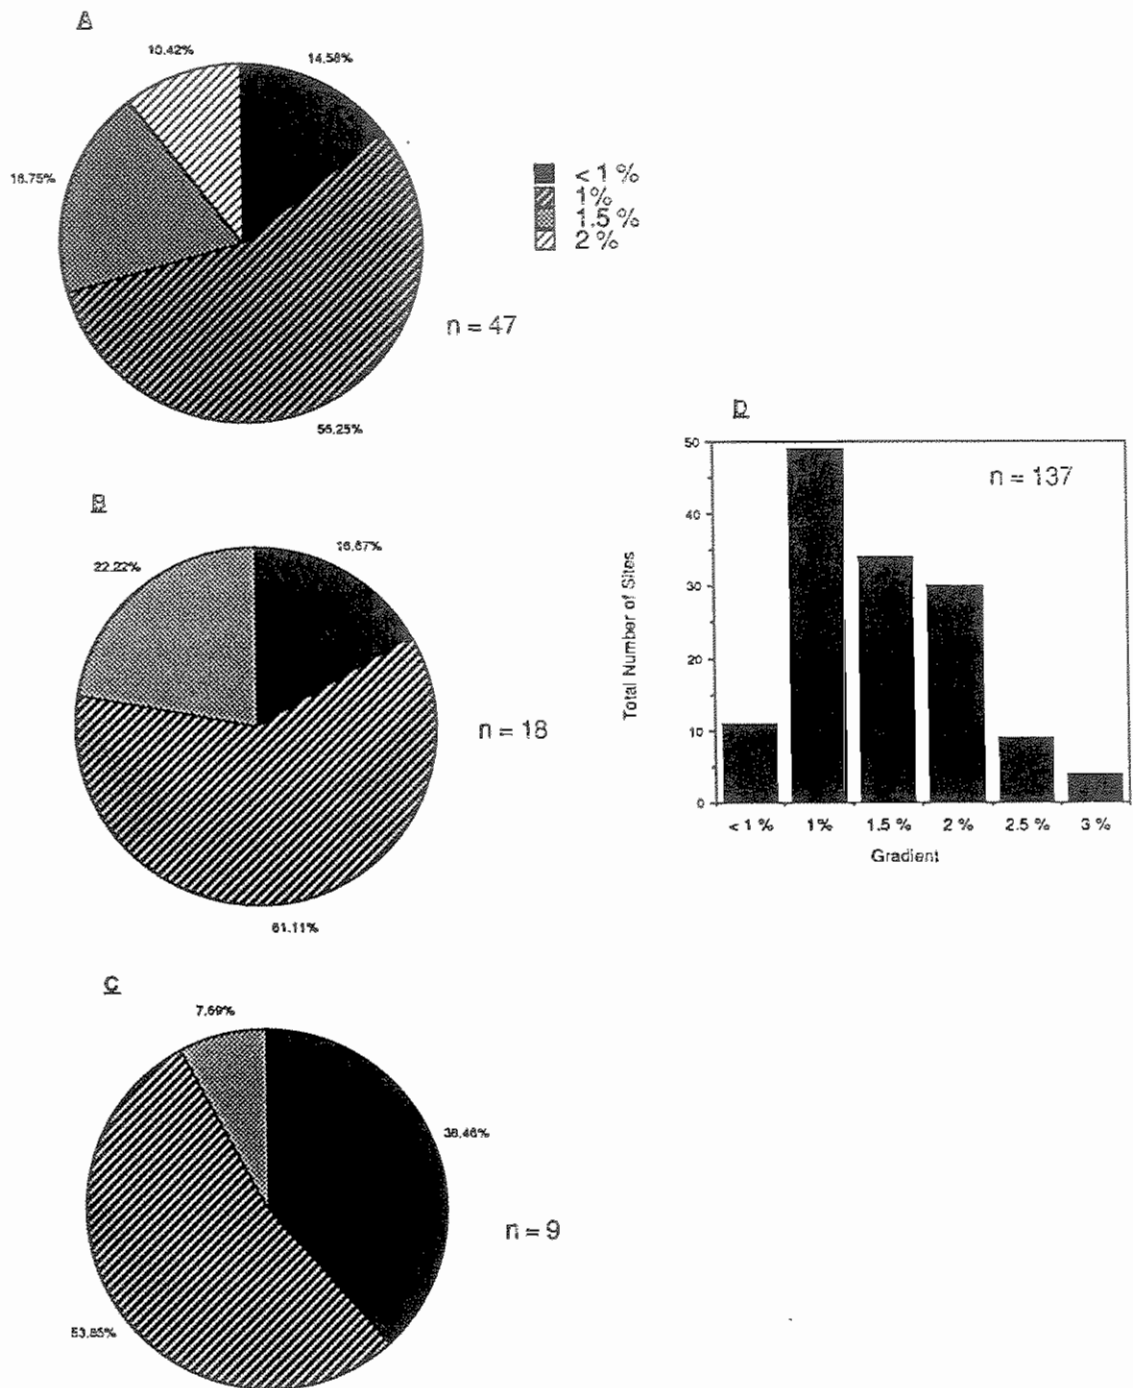 A
10.42%
14.58%
18.75%
56.25%
< 1 %
1%
1.5 %
2 %
n = 47
B
22.22%
16.67%
61.11%
n = 18
C
7.69%
38.46%
53.85%
n = 9
D
n = 137
Total Number of Sites
50
40
30
20
10
0
< 1 %
1%
1.5 %
2 %
2.5 %
3 %
Gradient